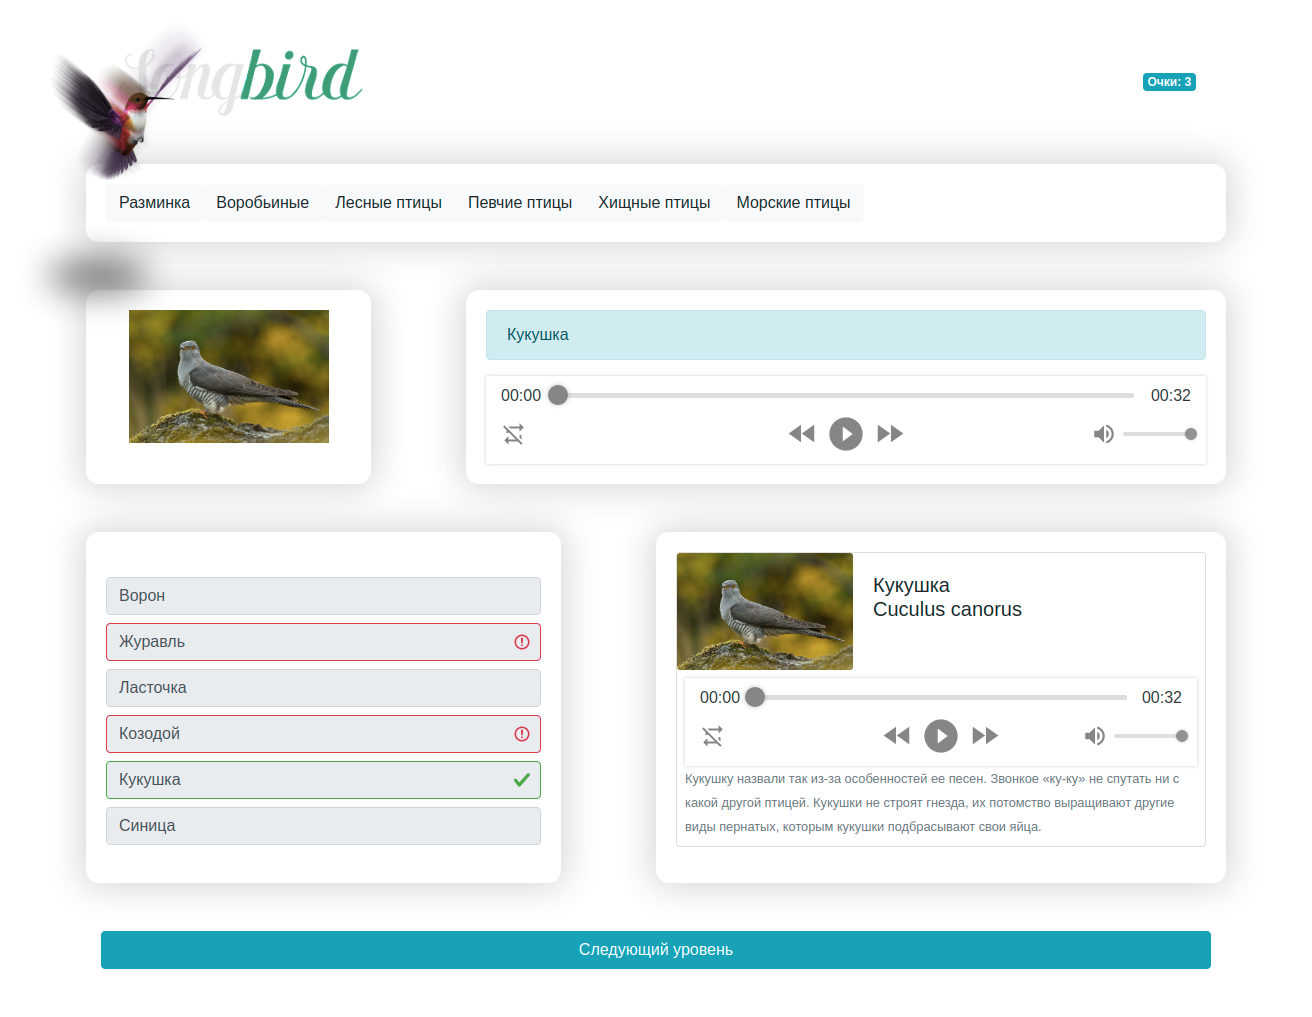 Songbird
Очки: 3
Разминка Воробьиные Лесные птицы Певчие птицы Хищные птицы Морские птицы
Кукушка
00:00 00:32
Ворон
Журавль
Ласточка
Козодой
Кукушка
Синица
Кукушка
Cuculus canorus
00:00 00:32
Кукушку назвали так из-за особенностей ее песен. Звонкое «ку-ку» не спутать ни с
какой другой птицей. Кукушки не строят гнезда, их потомство выращивают другие
виды пернатых, которым кукушки подбрасывают свои яйца.
Следующий уровень